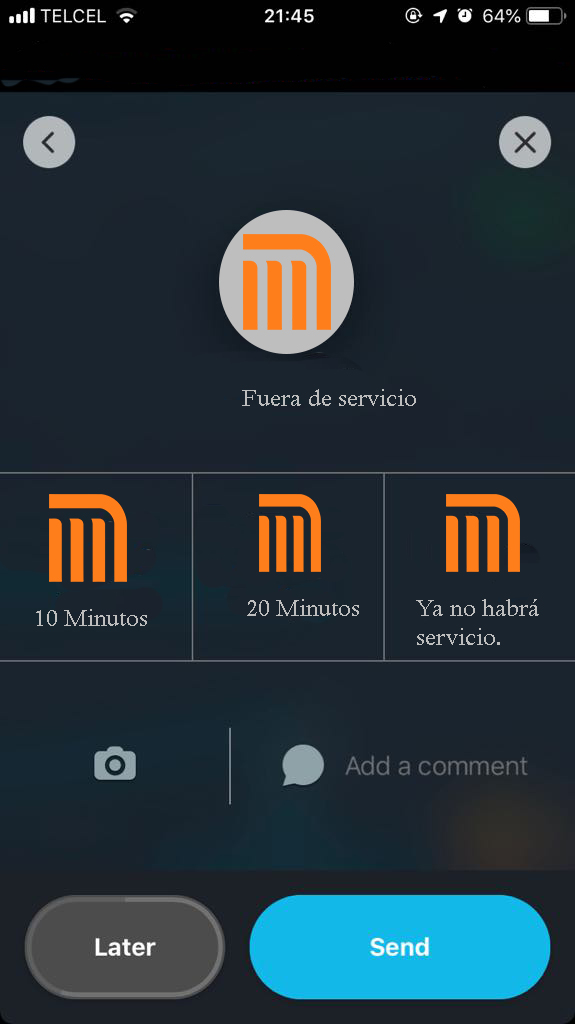 TELCEL 21:45 64%
Fuera de servicio
10 Minutos
20 Minutos
Ya no habrá
servicio.
Add a comment
Later
Send